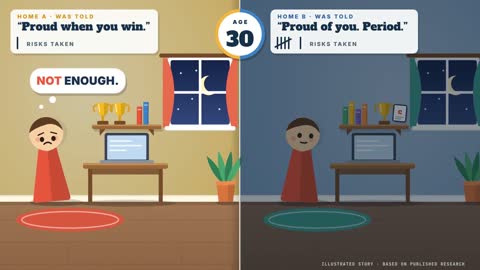 HOME A · WAS TOLD
“Proud when you win.”
RISKS TAKEN
NOT ENOUGH.
AGE
30
HOME B · WAS TOLD
“Proud of you. Period.”
RISKS TAKEN
C
ILLUSTRATED STORY · BASED ON PUBLISHED RESEARCH